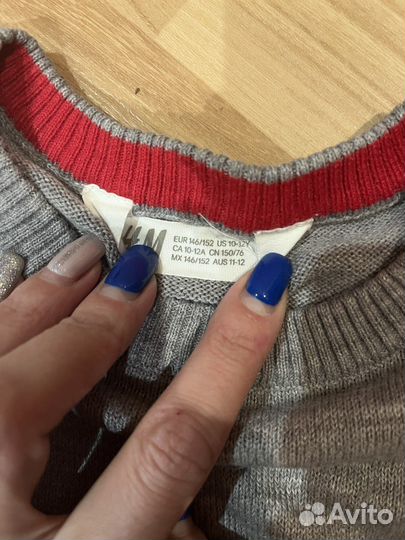 EUR 146/152 US 10-12Y
CA 10-12A CN 150/76
MX 146/152 AUS 11-12
Avito